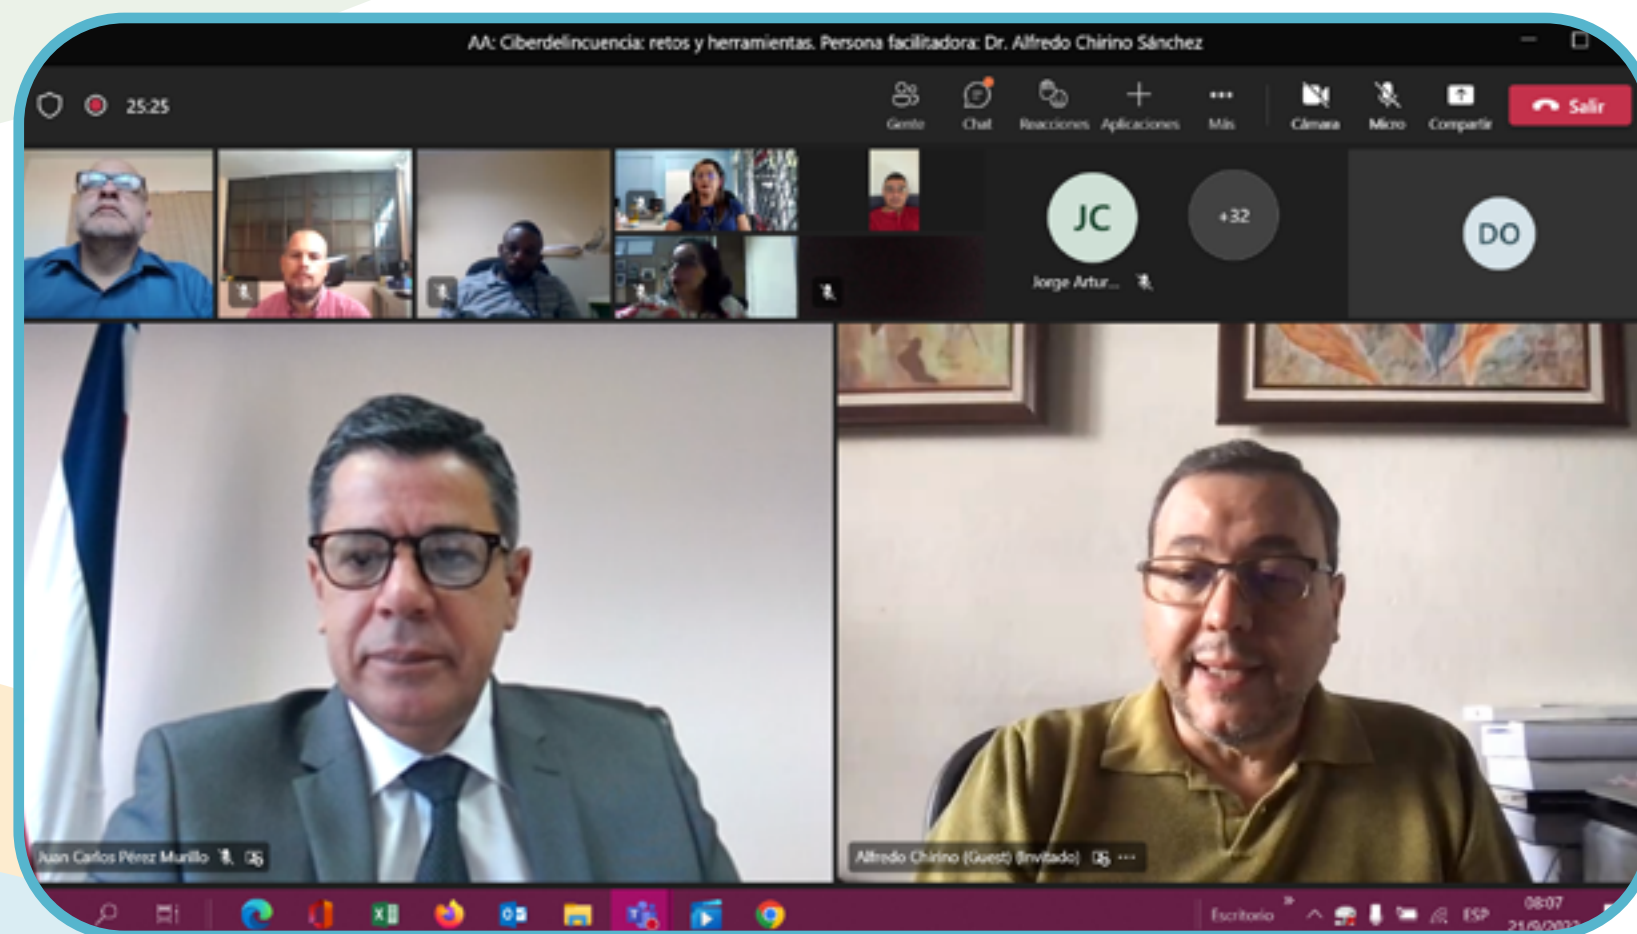 AA: Ciberdelincuencia: retos y herramientas. Persona facilitadora: Dr. Alfredo Chirino Sánchez
25:25
Gente
Chat
Reacciones
Aplicaciones
Más
Cámara
Micro
Compartir
Salir
JC
+32
DO
Jorge Artur...
Juan Carlos Pérez Murillo
Alfredo Chirino (Guest) (Invitado)
Escritorio
ESP
08:07